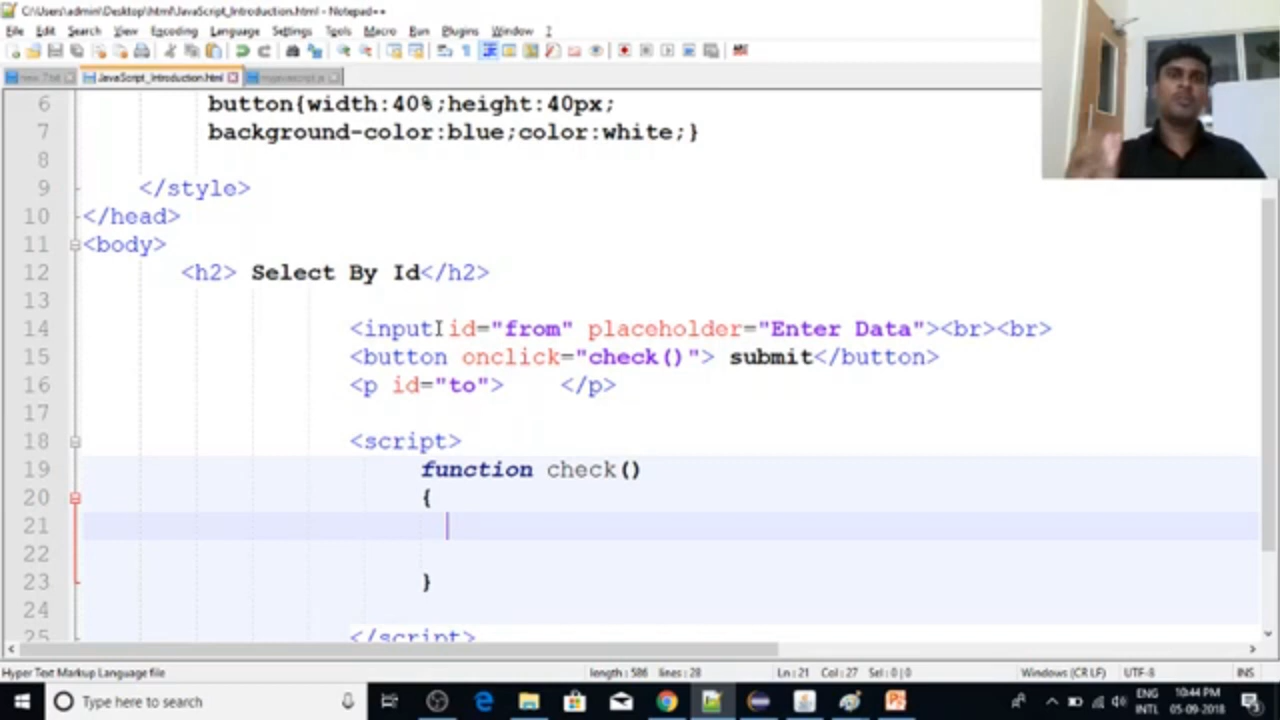 C:\Users\admin\Desktop\html\JavaScript_Introduction.html - Notepad++
File Edit Search View Encoding Language Settings Tools Macro Run Plugins Window ?
JavaScript_Introduction.html
6 button{width:40%;height:40px;
7 background-color:blue;color:white;}
8
9 </style>
10 </head>
11 <body>
12 <h2> Select By Id</h2>
13
14 <input id="from" placeholder="Enter Data"><br><br>
15 <button onclick="check()"> submit</button>
16 <p id="to"> </p>
17
18 <script>
19 function check()
20 {
21
22
23 }
24
25 </script>
Hyper Text Markup Language file length : 586 lines : 28 Ln : 21 Col : 27 Sel : 0 | 0 Windows (CR LF) UTF-8 INS
Type here to search
ENG 10:44 PM
INTL 05-09-2018